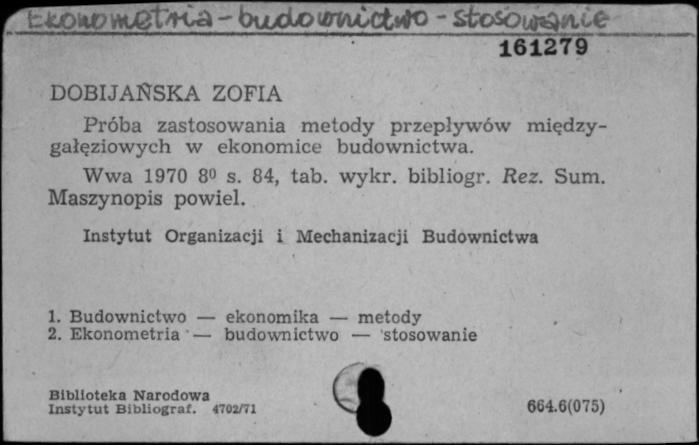 Ekonometria - budownictwo - stosowanie
161279
DOBIJAŃSKA ZOFIA
Próba zastosowania metody przepływów między-
gałęziowych w ekonomice budownictwa.
Wwa 1970 8º s. 84, tab. wykr. bibliogr. Rez. Sum.
Maszynopis powiel.
Instytut Organizacji i Mechanizacji Budownictwa
1. Budownictwo — ekonomika — metody
2. Ekonometria — budownictwo — stosowanie
Biblioteka Narodowa
Instytut Bibliograf. 4702/71
664.6(075)